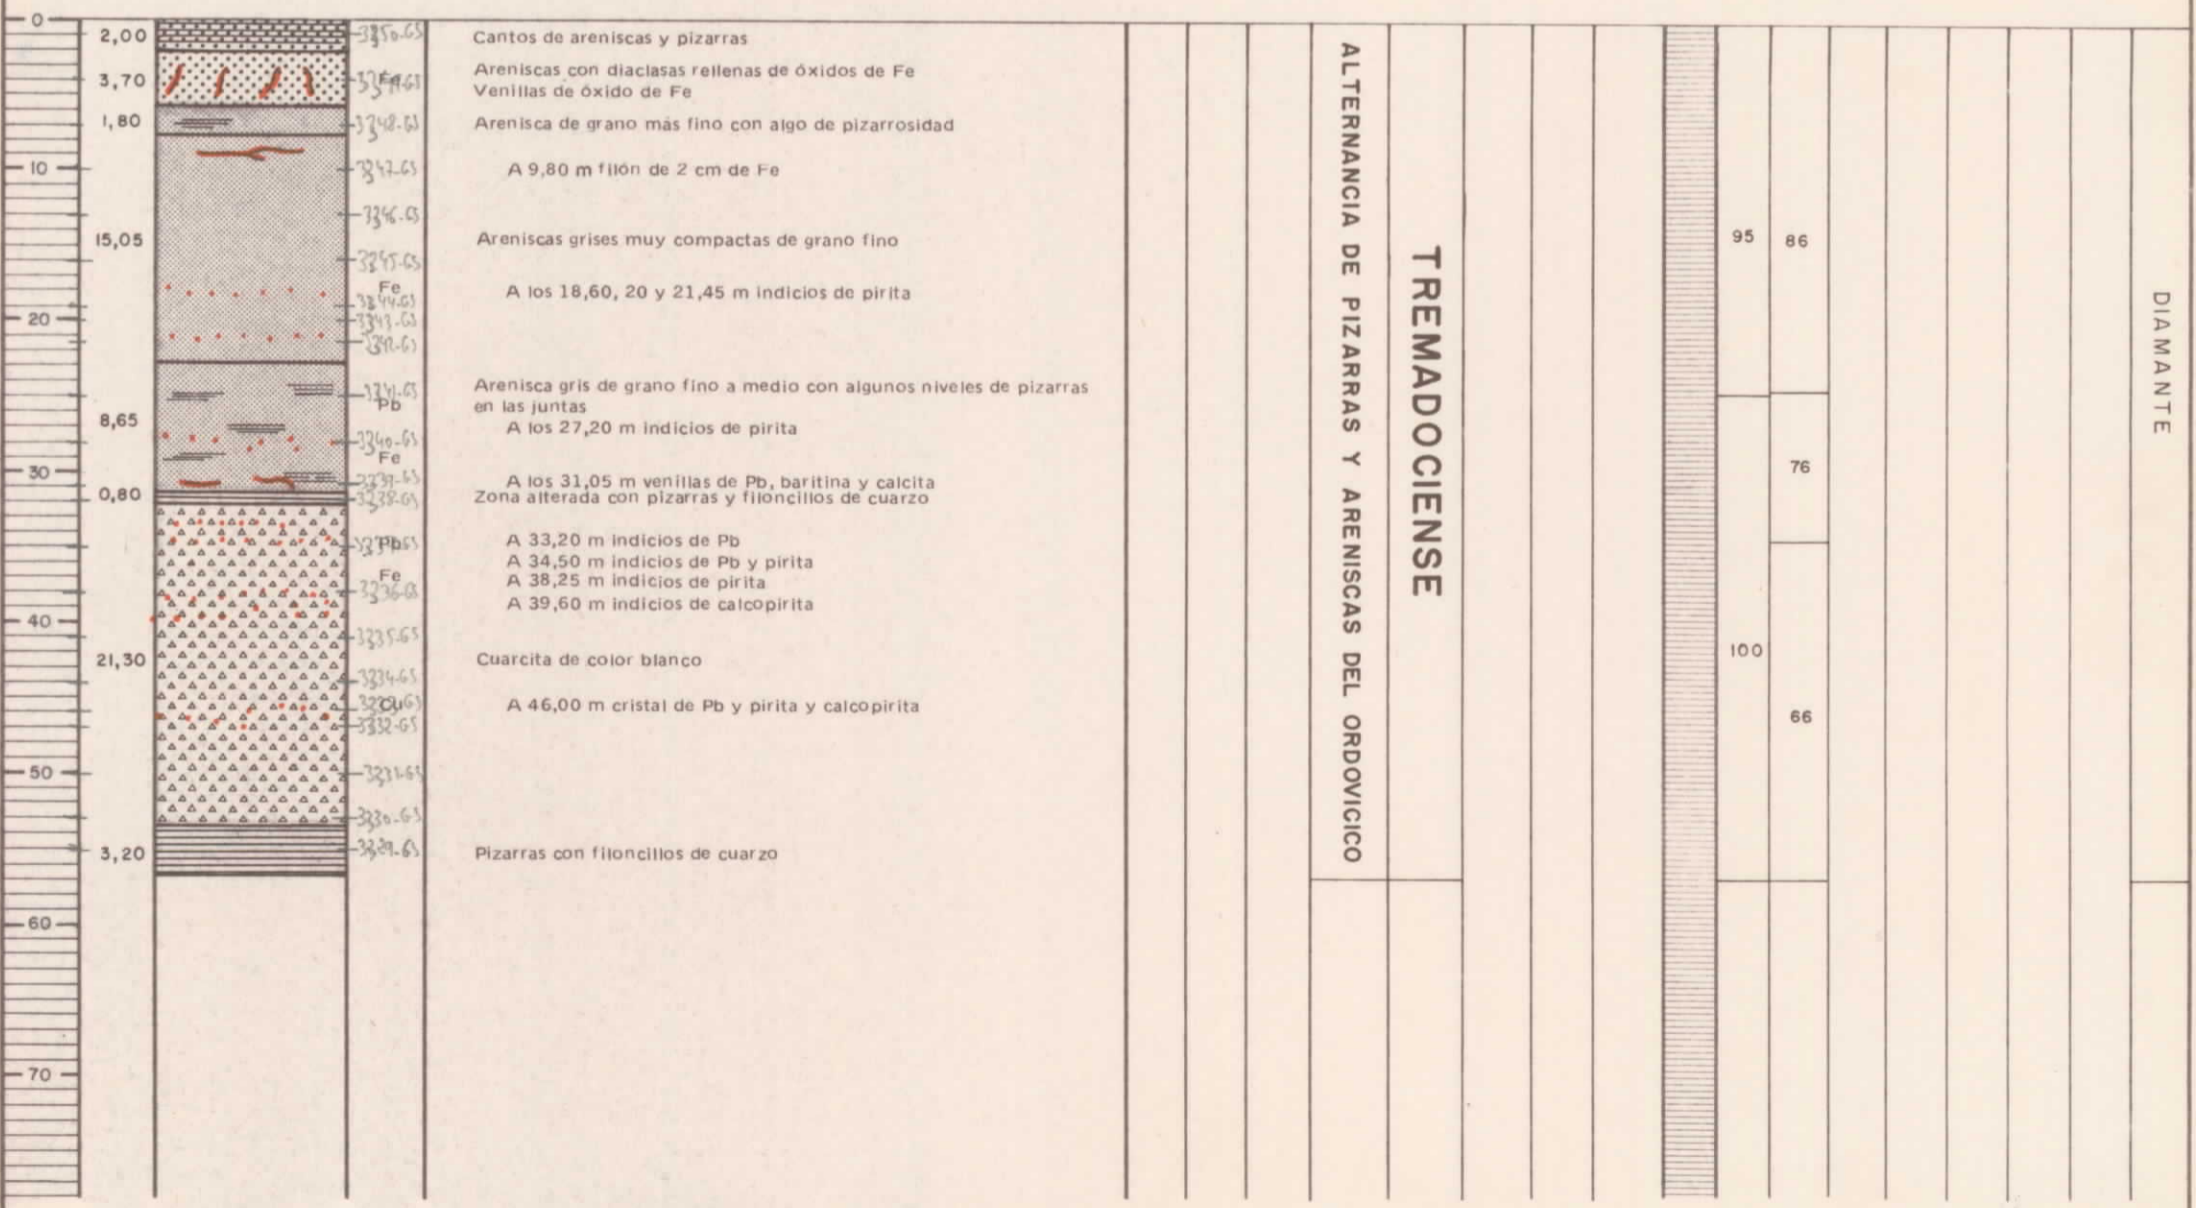 0
2,00
Cantos de areniscas y pizarras
3,70
Areniscas con diaclasas rellenas de óxidos de Fe
Venillas de óxido de Fe
1,80
Arenisca de grano más fino con algo de pizarrosidad
10
A 9,80 m filón de 2 cm de Fe
15,05
Areniscas grises muy compactas de grano fino
Fe
A los 18,60, 20 y 21,45 m indicios de pirita
20
Arenisca gris de grano fino a medio con algunos niveles de pizarras
en las juntas
Pb
8,65
A los 27,20 m indicios de pirita
Fe
30
A los 31,05 m venillas de Pb, baritina y calcita
0,80
Zona alterada con pizarras y filoncillos de cuarzo
Pb
A 33,20 m indicios de Pb
A 34,50 m indicios de Pb y pirita
Fe
A 38,25 m indicios de pirita
A 39,60 m indicios de calcopirita
40
21,30
Cuarcita de color blanco
Cu
A 46,00 m cristal de Pb y pirita y calcopirita
50
3,20
Pizarras con filoncillos de cuarzo
60
70
ALTERNANCIA DE PIZARRAS Y ARENISCAS DEL ORDOVICICO
TREMADOCIENSE
95
100
86
76
66
DIAMANTE